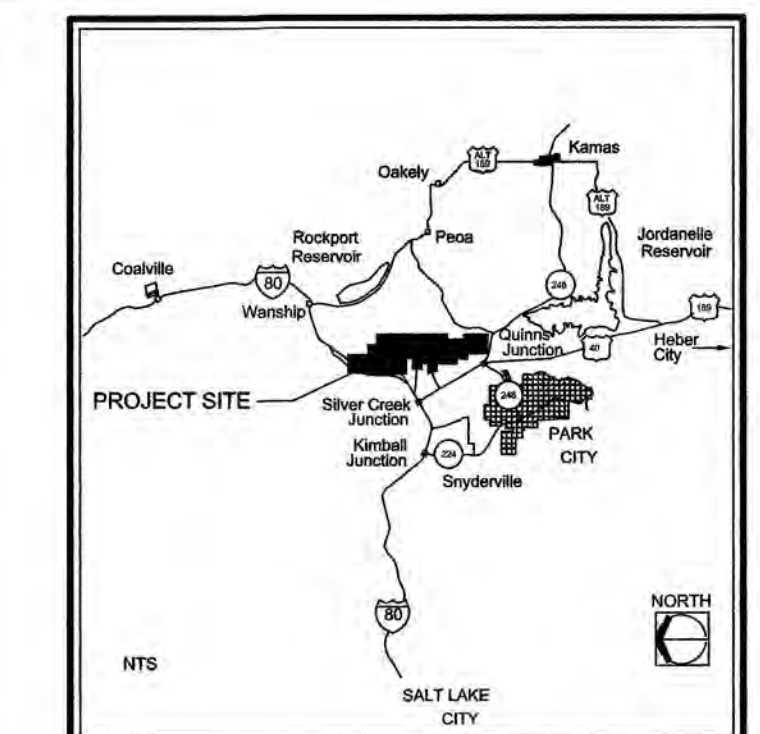 Kamas
ALT
189
Oakely
ALT
189
Peoa
Rockport
Reservoir
Jordanelle
Reservoir
Coalville
80
Wanship
248
189
Quinns
Junction
40
Heber
City
PROJECT SITE
Silver Creek
Junction
248
PARK
CITY
Kimball
Junction
224
Snyderville
80
NORTH
NTS
SALT LAKE
CITY